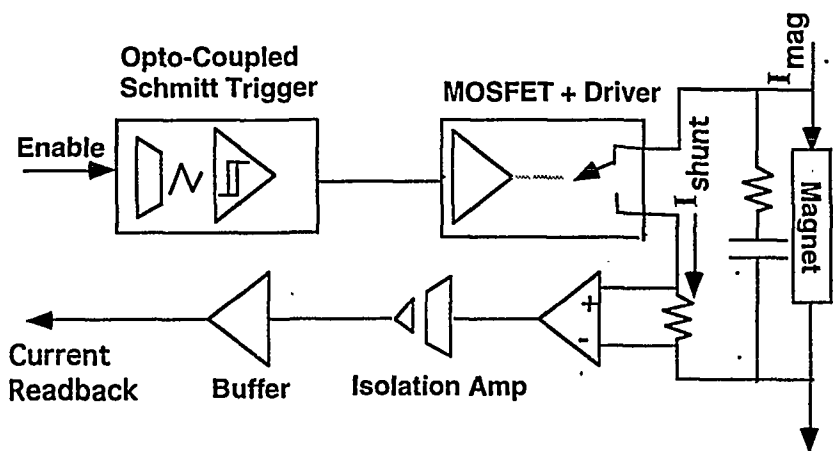 Opto-Coupled
Schmitt Trigger
MOSFET + Driver
I mag
Enable
I shunt
Magnet
+
-
Current
Readback
Buffer
Isolation Amp